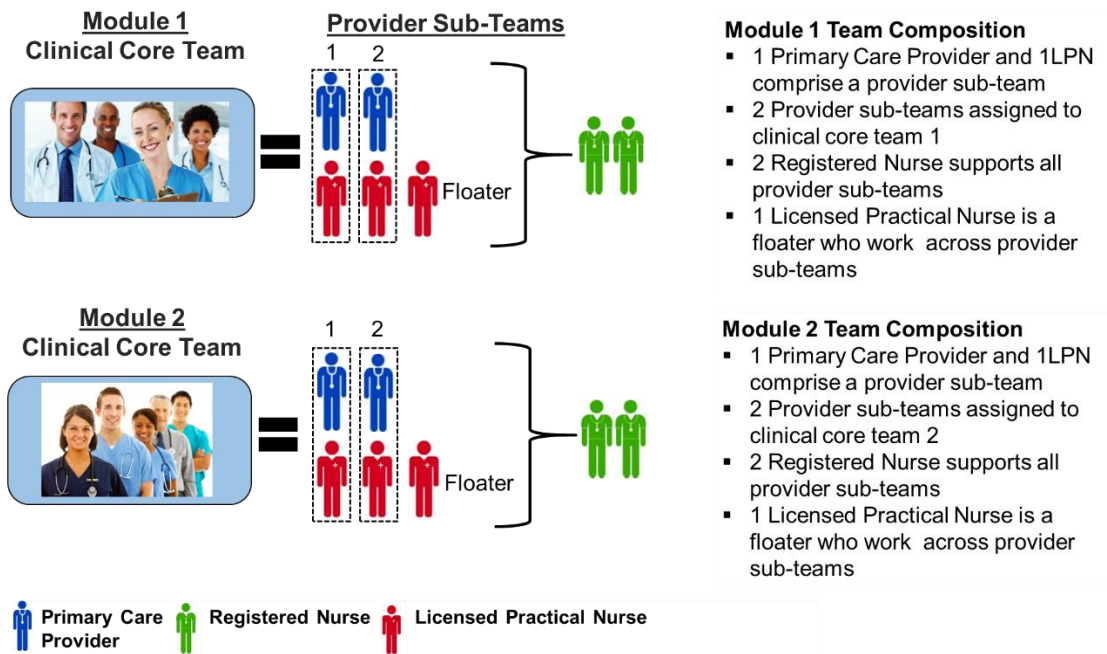 Module 1
Clinical Core Team
Provider Sub-Teams
1 2
Floater
Module 1 Team Composition
▪ 1 Primary Care Provider and 1LPN
comprise a provider sub-team
▪ 2 Provider sub-teams assigned to
clinical core team 1
▪ 2 Registered Nurse supports all
provider sub-teams
▪ 1 Licensed Practical Nurse is a
floater who work across provider
sub-teams
Module 2
Clinical Core Team
1 2
Floater
Module 2 Team Composition
▪ 1 Primary Care Provider and 1LPN
comprise a provider sub-team
▪ 2 Provider sub-teams assigned to
clinical core team 2
▪ 2 Registered Nurse supports all
provider sub-teams
▪ 1 Licensed Practical Nurse is a
floater who work across provider
sub-teams
Primary Care
Provider
Registered Nurse
Licensed Practical Nurse